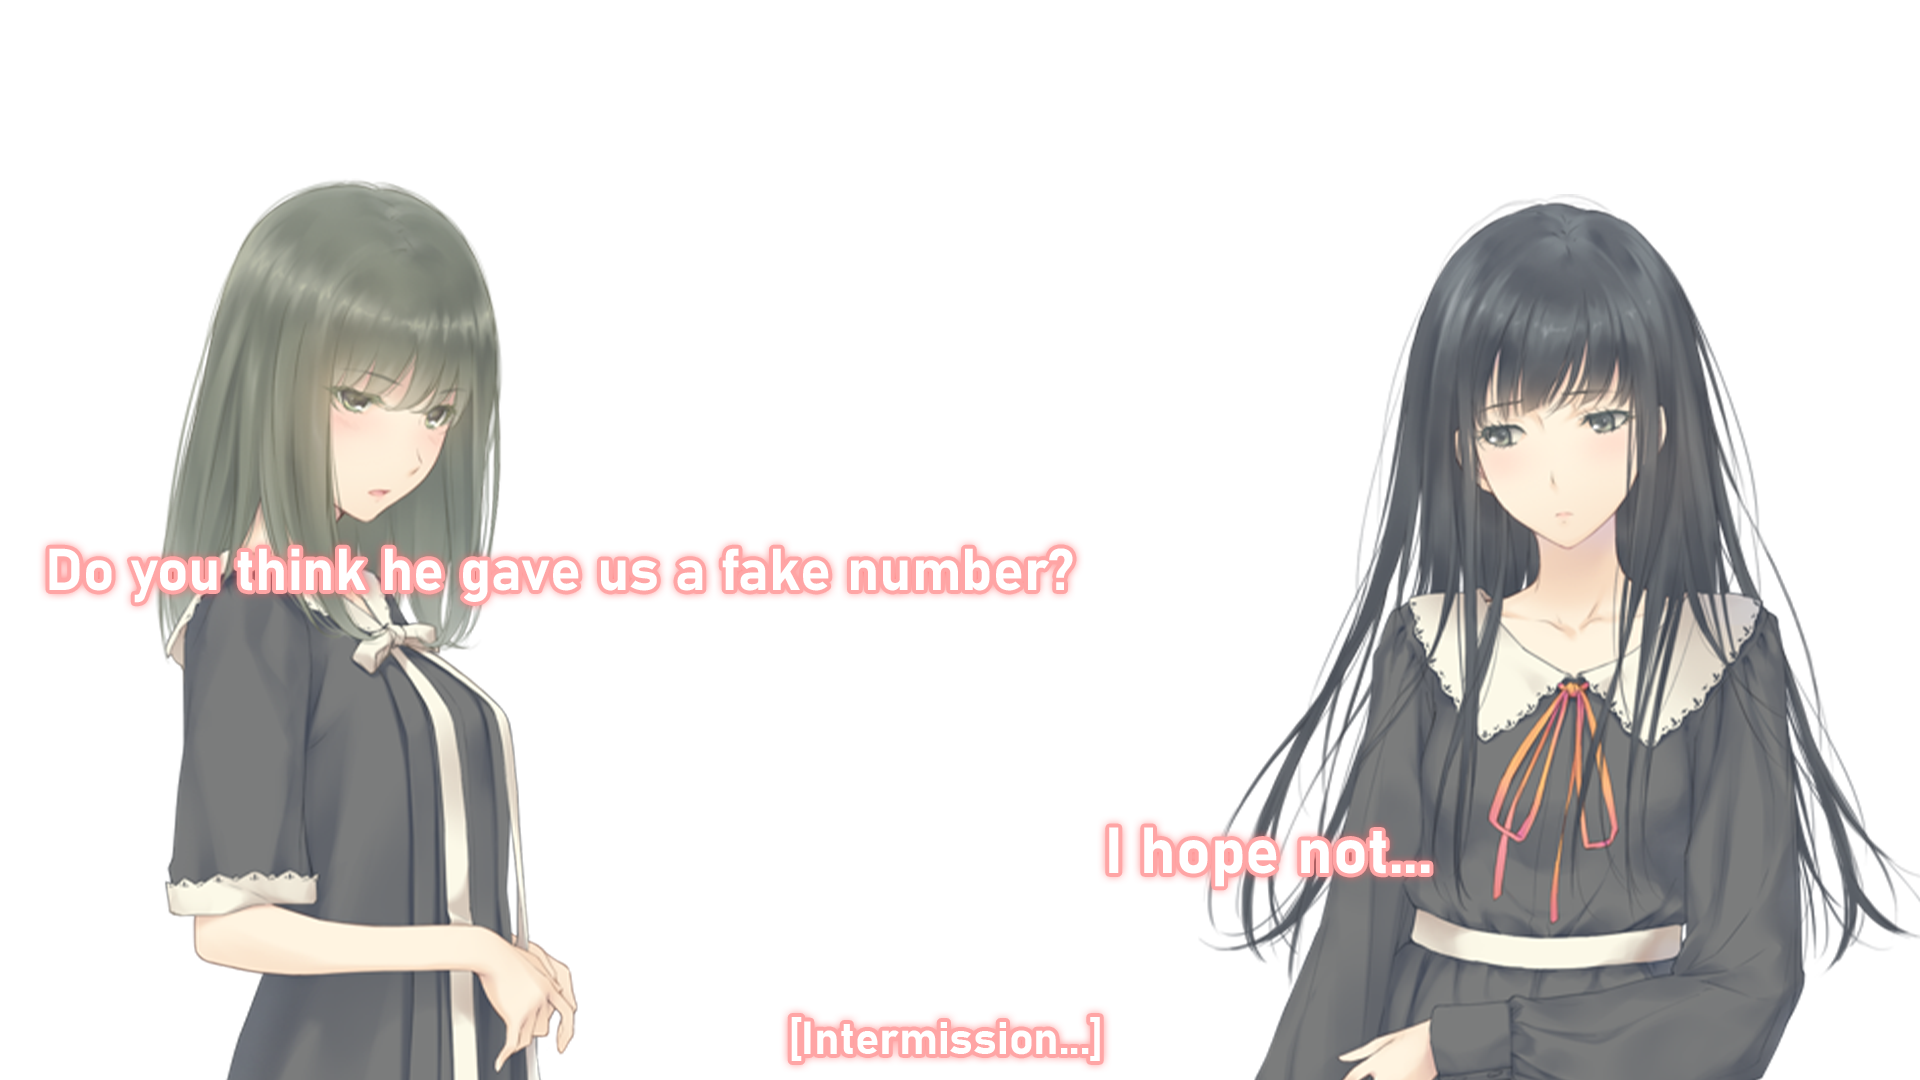 Do you think he gave us a fake number?
I hope not...
[Intermission...]